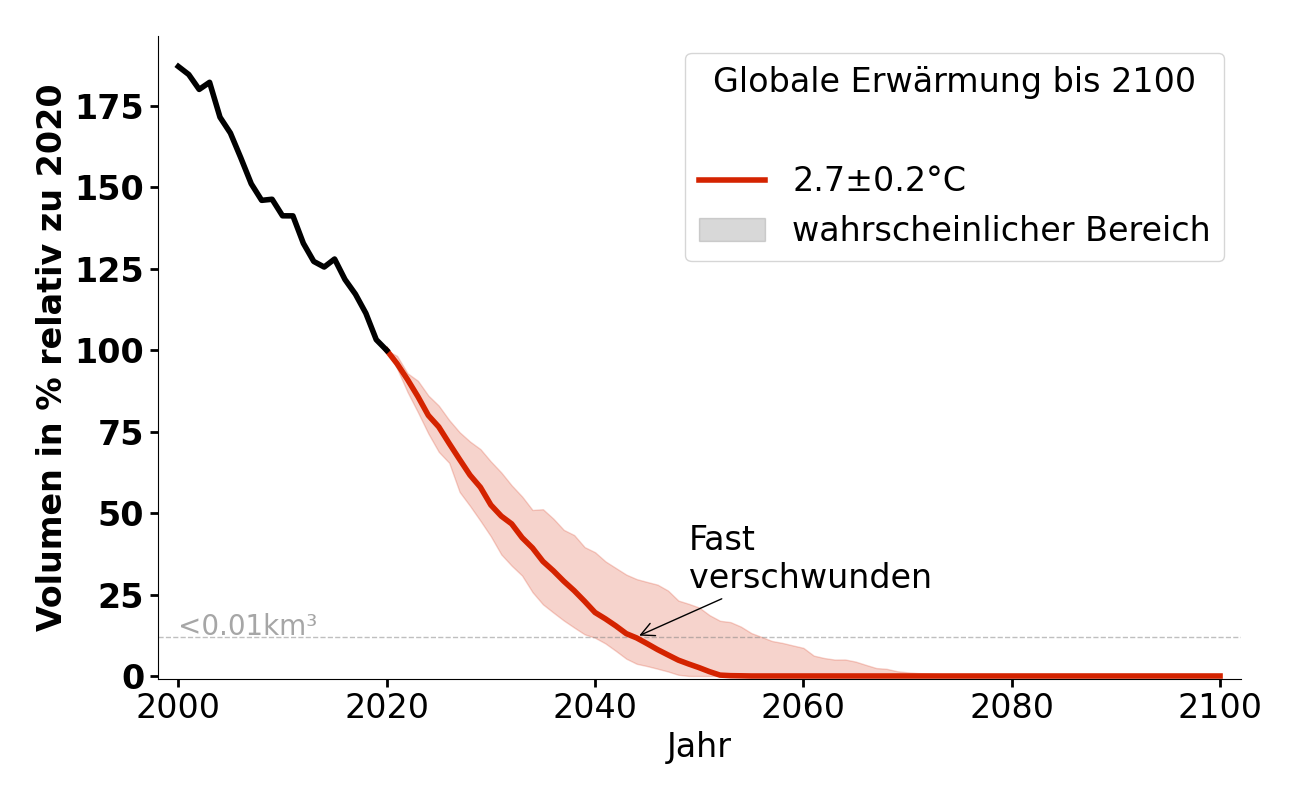 Globale Erwärmung bis 2100
2.7±0.2°C
wahrscheinlicher Bereich
Volumen in % relativ zu 2020
175
150
125
100
75
50
25
0
Fast
verschwunden
<0.01km³
2000 2020 2040 2060 2080 2100
Jahr